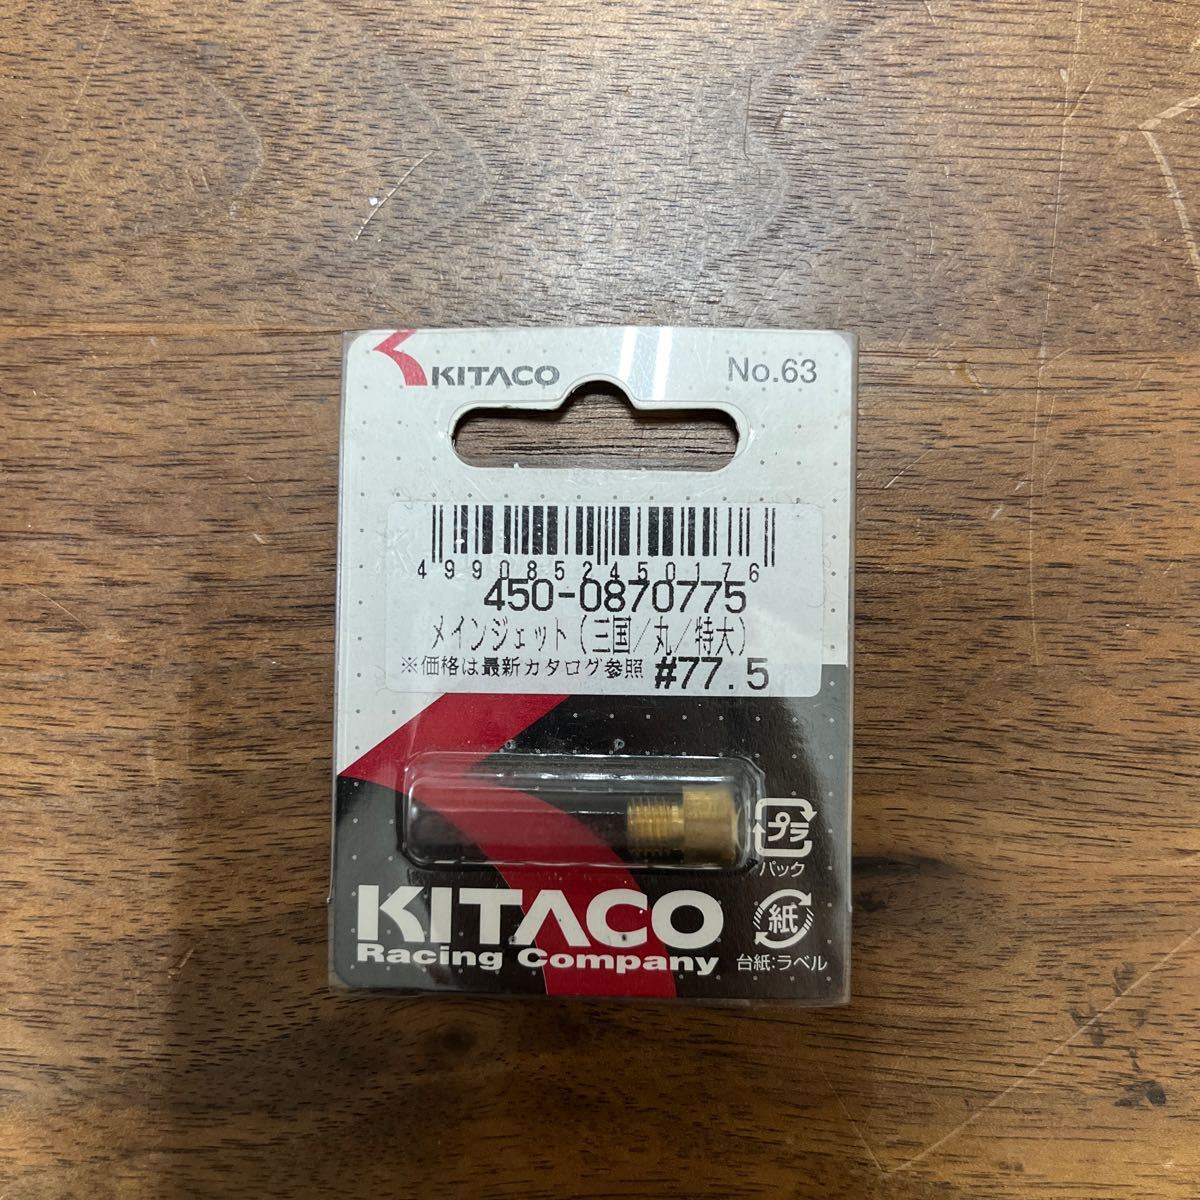 KITACO
No.63
4990852450176
450-0870775
メインジェット(三国/丸/特大)
※価格は最新カタログ参照 #77.5
プラ
パック
紙
台紙:ラベル
KITACO
Racing Company